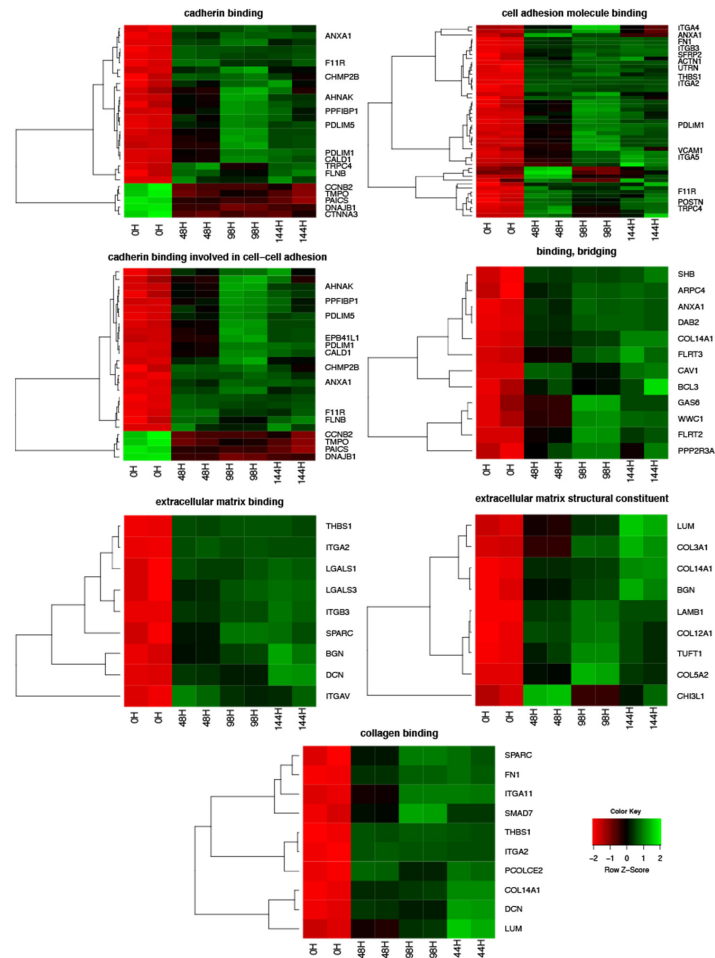 cadherin binding
ANXA1
F11R
CHMP2B
AHNAK
PPFIBP1
PDLIM5
PDLIM1
CALD1
TRPC4
FLNB
CCNB2
TMPO
PAICS
DNAJB1
CTNNA3
0H 0H 48H 48H 98H 98H 144H 144H
cell adhesion molecule binding
ITGA4
ANXA1
FN1
ITGB3
SFRP2
ACTN1
UTRN
THBS1
ITGA2
PDLiM1
VCAM1
ITGA5
F11R
POSTN
TRPC4
0H 0H 48H 48H 98H 98H 144H 144H
cadherin binding involved in cell-cell adhesion
AHNAK
PPFIBP1
PDLIM5
EPB41L1
PDLIM1
CALD1
CHMP2B
ANXA1
F11R
FLNB
CCNB2
TMPO
PAICS
DNAJB1
0H 0H 48H 48H 98H 98H 144H 144H
binding, bridging
SHB
ARPC4
ANXA1
DAB2
COL14A1
FLRT3
CAV1
BCL3
GAS6
WWC1
FLRT2
PPP2R3A
0H 0H 48H 48H 98H 98H 144H 144H
extracellular matrix binding
THBS1
ITGA2
LGALS1
LGALS3
ITGB3
SPARC
BGN
DCN
ITGAV
0H 0H 48H 48H 98H 98H 144H 144H
extracellular matrix structural constituent
LUM
COL3A1
COL14A1
BGN
LAMB1
COL12A1
TUFT1
COL5A2
CHI3L1
0H 0H 48H 48H 98H 98H 144H 144H
collagen binding
SPARC
FN1
ITGA11
SMAD7
THBS1
ITGA2
PCOLCE2
COL14A1
DCN
LUM
0H 0H 48H 48H 98H 98H 44H 44H
Color Key
-2 -1 0 1 2
Row Z-Score